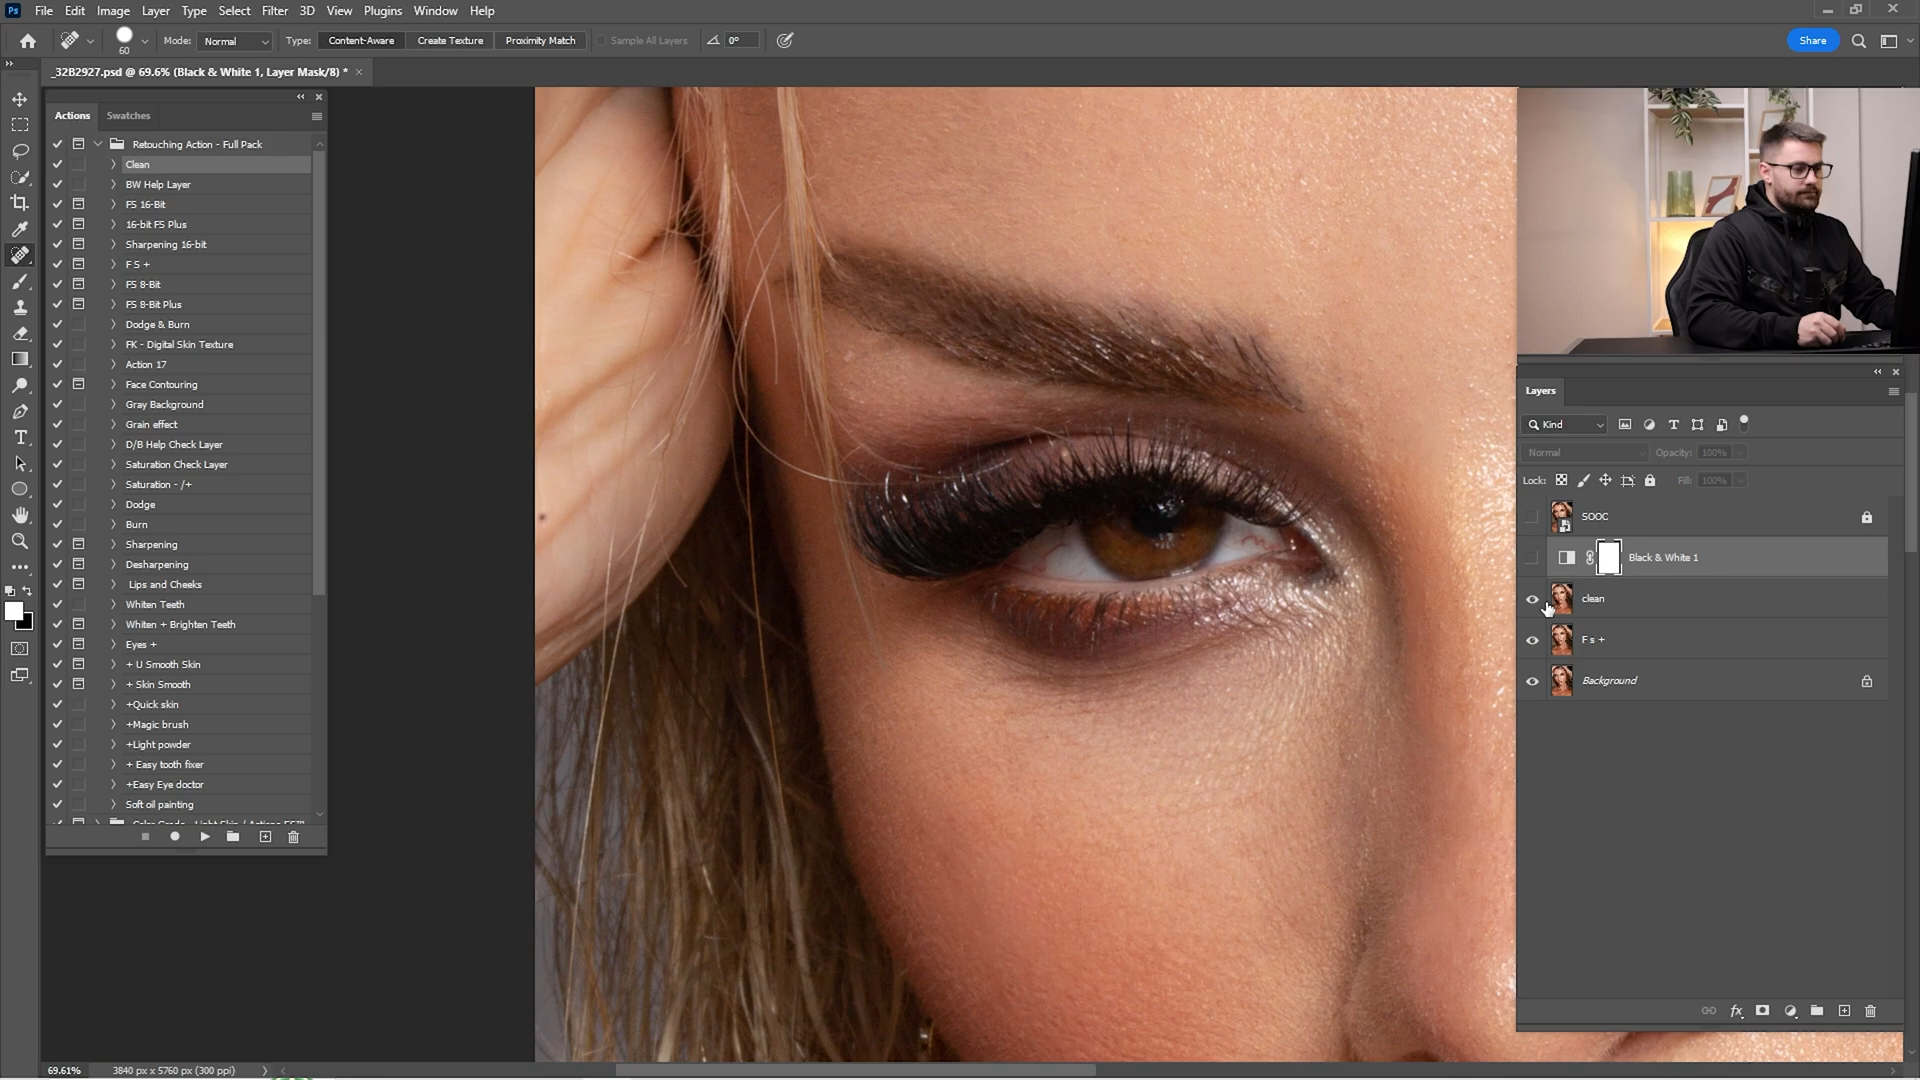 Ps File Edit Image Layer Type Select Filter 3D View Plugins Window Help
60 Mode: Normal Type: Content-Aware Create Texture Proximity Match Sample All Layers 0° Share
_32B2927.psd @ 69.6% (Black & White 1, Layer Mask/8) * ×
Actions Swatches
Retouching Action - Full Pack
Clean
BW Help Layer
FS 16-Bit
16-bit FS Plus
Sharpening 16-bit
F S +
FS 8-Bit
FS 8-Bit Plus
Dodge & Burn
FK - Digital Skin Texture
Action 17
Face Contouring
Gray Background
Grain effect
D/B Help Check Layer
Saturation Check Layer
Saturation - /+
Dodge
Burn
Sharpening
Desharpening
Lips and Cheeks
Whiten Teeth
Whiten + Brighten Teeth
Eyes +
+ U Smooth Skin
+ Skin Smooth
+Quick skin
+Magic brush
+Light powder
+ Easy tooth fixer
+Easy Eye doctor
Soft oil painting
Layers
Kind
Normal Opacity: 100%
Lock: Fill: 100%
SOOC
Black & White 1
clean
F s +
Background
69.61% 3840 px x 5760 px (300 ppi)